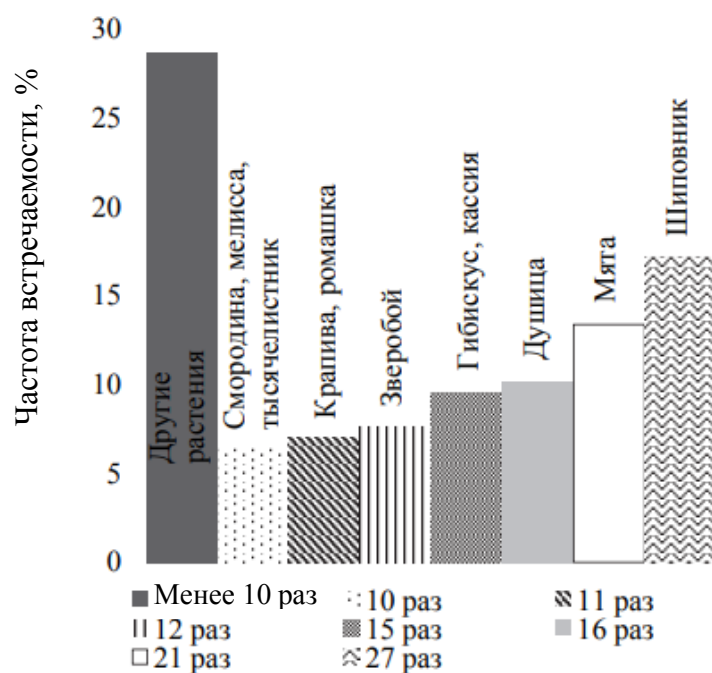 Частота встречаемости, %
30
25
20
15
10
5
0
Другие
растения
Смородина, мелисса,
тысячелистник
Крапива, ромашка
Зверобой
Гибискус, кассия
Душица
Мята
Шиповник
Менее 10 раз
10 раз
11 раз
12 раз
15 раз
16 раз
21 раз
27 раз